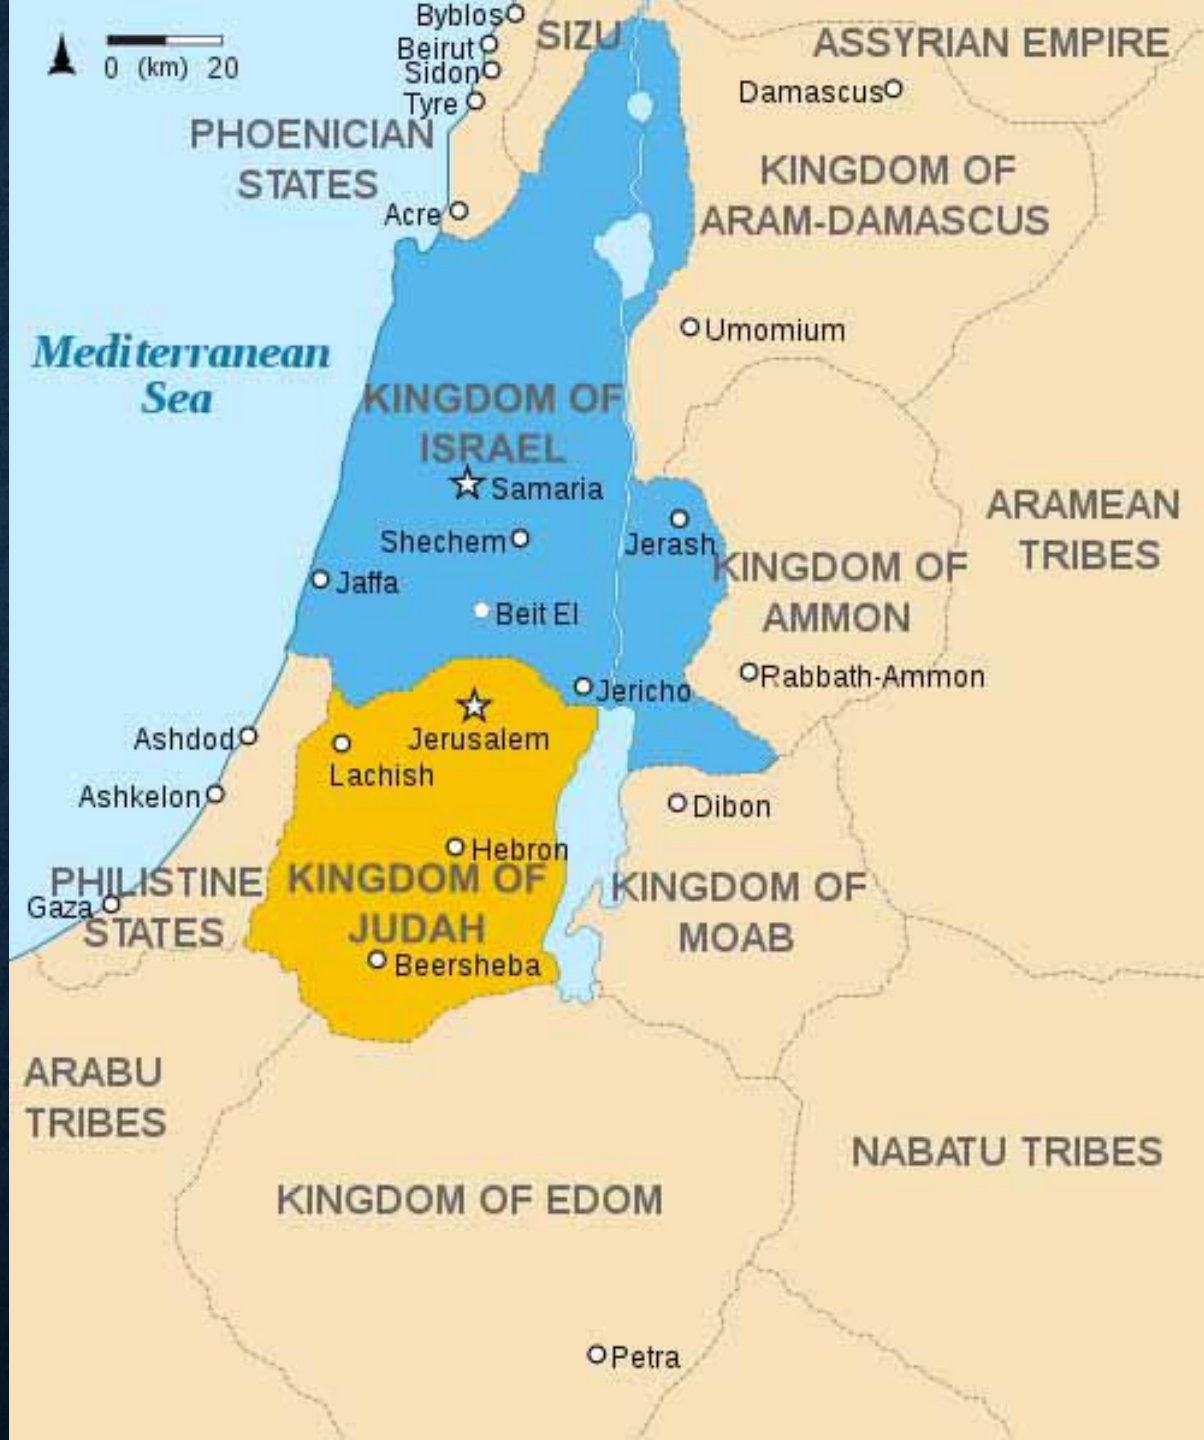 Byblos
SIZU
Beirut
Sidon
ASSYRIAN EMPIRE
0 (km) 20
Damascus
Tyre
PHOENICIAN
STATES
KINGDOM OF
ARAM-DAMASCUS
Acre
Umomium
Mediterranean
Sea
KINGDOM OF
ISRAEL
Samaria
ARAMEAN
TRIBES
Shechem
Jerash
KINGDOM OF
AMMON
Jaffa
Beit El
Rabbath-Ammon
Jericho
Ashdod
Jerusalem
Lachish
Ashkelon
Dibon
Hebron
PHILISTINE
STATES
Gaza
KINGDOM OF
JUDAH
KINGDOM OF
MOAB
Beersheba
ARABU
TRIBES
NABATU TRIBES
KINGDOM OF EDOM
Petra